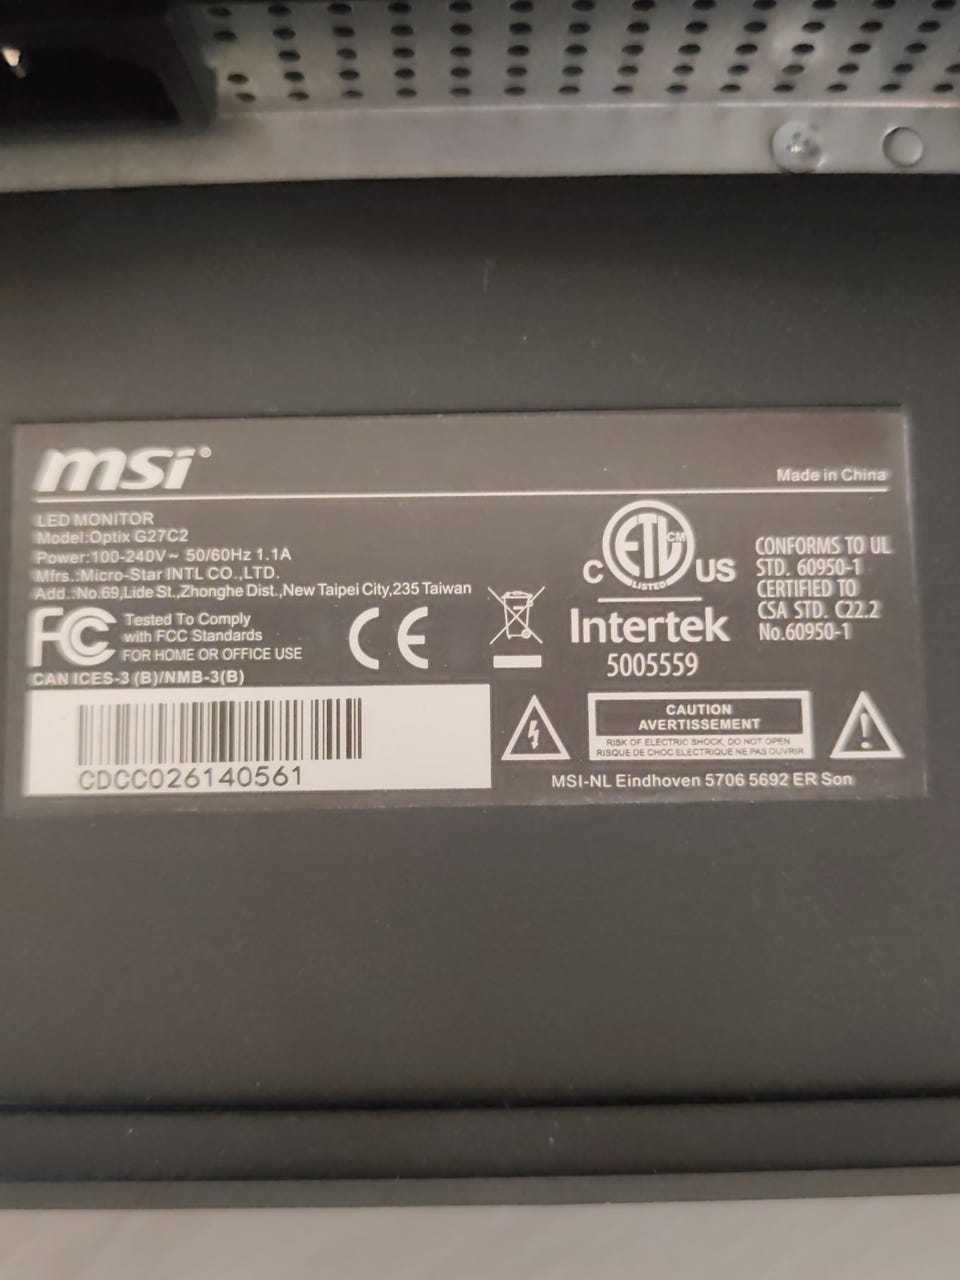 msi®
Made in China
LED MONITOR
Model:Optix G27C2
Power:100-240V~ 50/60Hz 1.1A
Mfrs.:Micro-Star INTL CO.,LTD.
Add.:No.69,Lide St.,Zhonghe Dist.,New Taipei City,235 Taiwan
FC Tested To Comply
with FCC Standards
FOR HOME OR OFFICE USE
CE
CAN ICES-3 (B)/NMB-3(B)
CDCC026140561
ETL CM
LISTED
C US
Intertek
5005559
CONFORMS TO UL
STD. 60950-1
CERTIFIED TO
CSA STD. C22.2
No.60950-1
CAUTION
AVERTISSEMENT
RISK OF ELECTRIC SHOCK, DO NOT OPEN
RISQUE DE CHOC ELECTRIQUE NE PAS OUVRIR
MSI-NL Eindhoven 5706 5692 ER Son